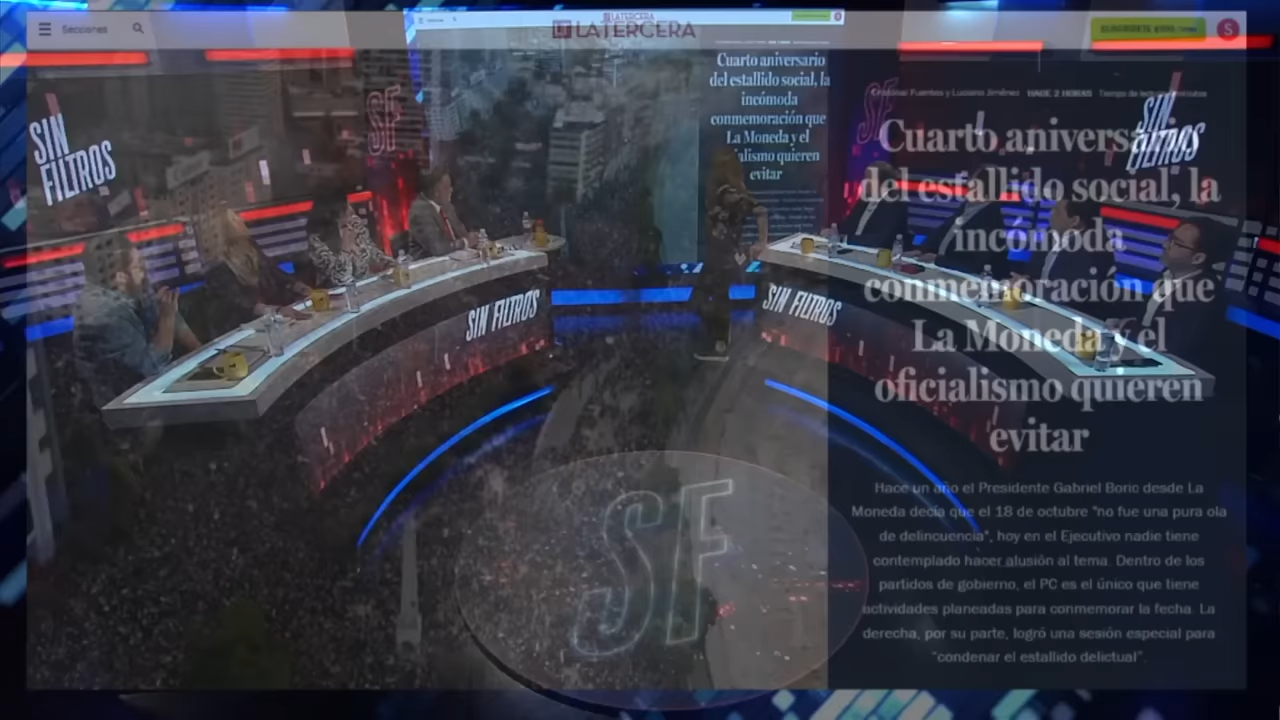 Secciones
LATERCERA
LATERCERA
S
Cuarto aniversario
del estallido social, la
incómoda
conmemoración que
La Moneda y el
oficialismo quieren
evitar
SIN
FILTROS
SF
SF
SIN
FILTROS
SIN FILTROS
SIN FILTROS
SF
Cristóbal Fuentes y Luciano Jiménez HACE 2 HORAS Tiempo de lectura
Cuarto aniversario
del estallido social, la
incómoda
conmemoración que
La Moneda y el
oficialismo quieren
evitar
Hace un año el Presidente Gabriel Boric desde La
Moneda decía que el 18 de octubre "no fue una pura ola
de delincuencia", hoy en el Ejecutivo nadie tiene
contemplado hacer alusión al tema. Dentro de los
partidos de gobierno, el PC es el único que tiene
actividades planeadas para conmemorar la fecha. La
derecha, por su parte, logró una sesión especial para
"condenar el estallido delictual".